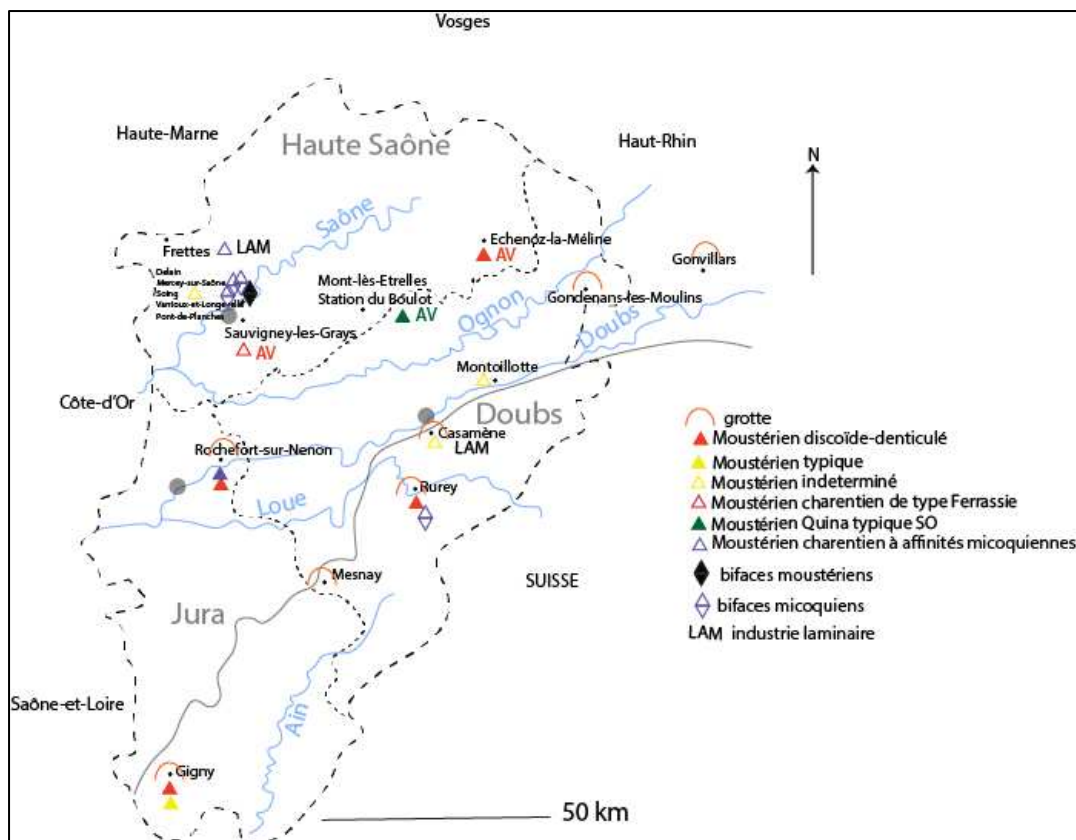 Vosges
Haute-Marne
Haute Saône
Haut-Rhin
N
Saône
Frettes
LAM
Echenoz-la-Méline
AV
Gonvillars
Delain
Mercey-sur-Saône
Soing
Vantoux-et-Longevelle
Pont-de-Planches
Mont-lès-Etrelles
Station du Boulot
AV
Ognon
Gondenans-les-Moulins
Doubs
Sauvigney-les-Grays
AV
Montoillotte
Côte-d'Or
Doubs
Casamène
LAM
Rochefort-sur-Nenon
Loue
Rurey
grotte
Moustérien discoïde-denticulé
Moustérien typique
Moustérien indeterminé
Moustérien charentien de type Ferrassie
Moustérien Quina typique SO
Moustérien charentien à affinités micoquiennes
bifaces moustériens
bifaces micoquiens
LAM industrie laminaire
Mesnay
SUISSE
Jura
Saône-et-Loire
Ain
Gigny
50 km